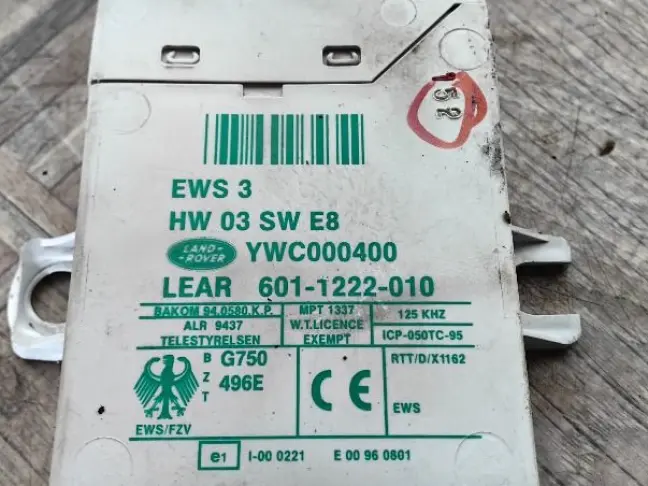 EWS 3
HW 03 SW E8
LAND-ROVER YWC000400
LEAR 601-1222-010
BAKOM 94.0580.K.P. MPT 1337 125 KHZ
ALR 9437 W.T.LICENCE ICP-050TC-95
TELESTYRELSEN EXEMPT
BZT G750 496E CE RTT/D/X1162
EWS/FZV EWS
e1 I-00 0221 E 00 96 0801